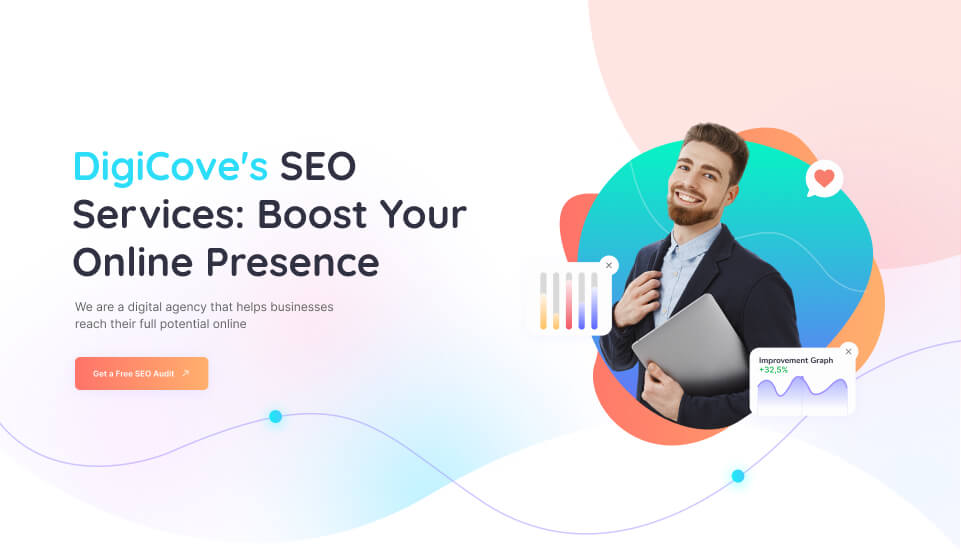 DigiCove's SEO
Services: Boost Your
Online Presence
We are a digital agency that helps businesses
reach their full potential online
Get a Free SEO Audit
Improvement Graph
+32,5%